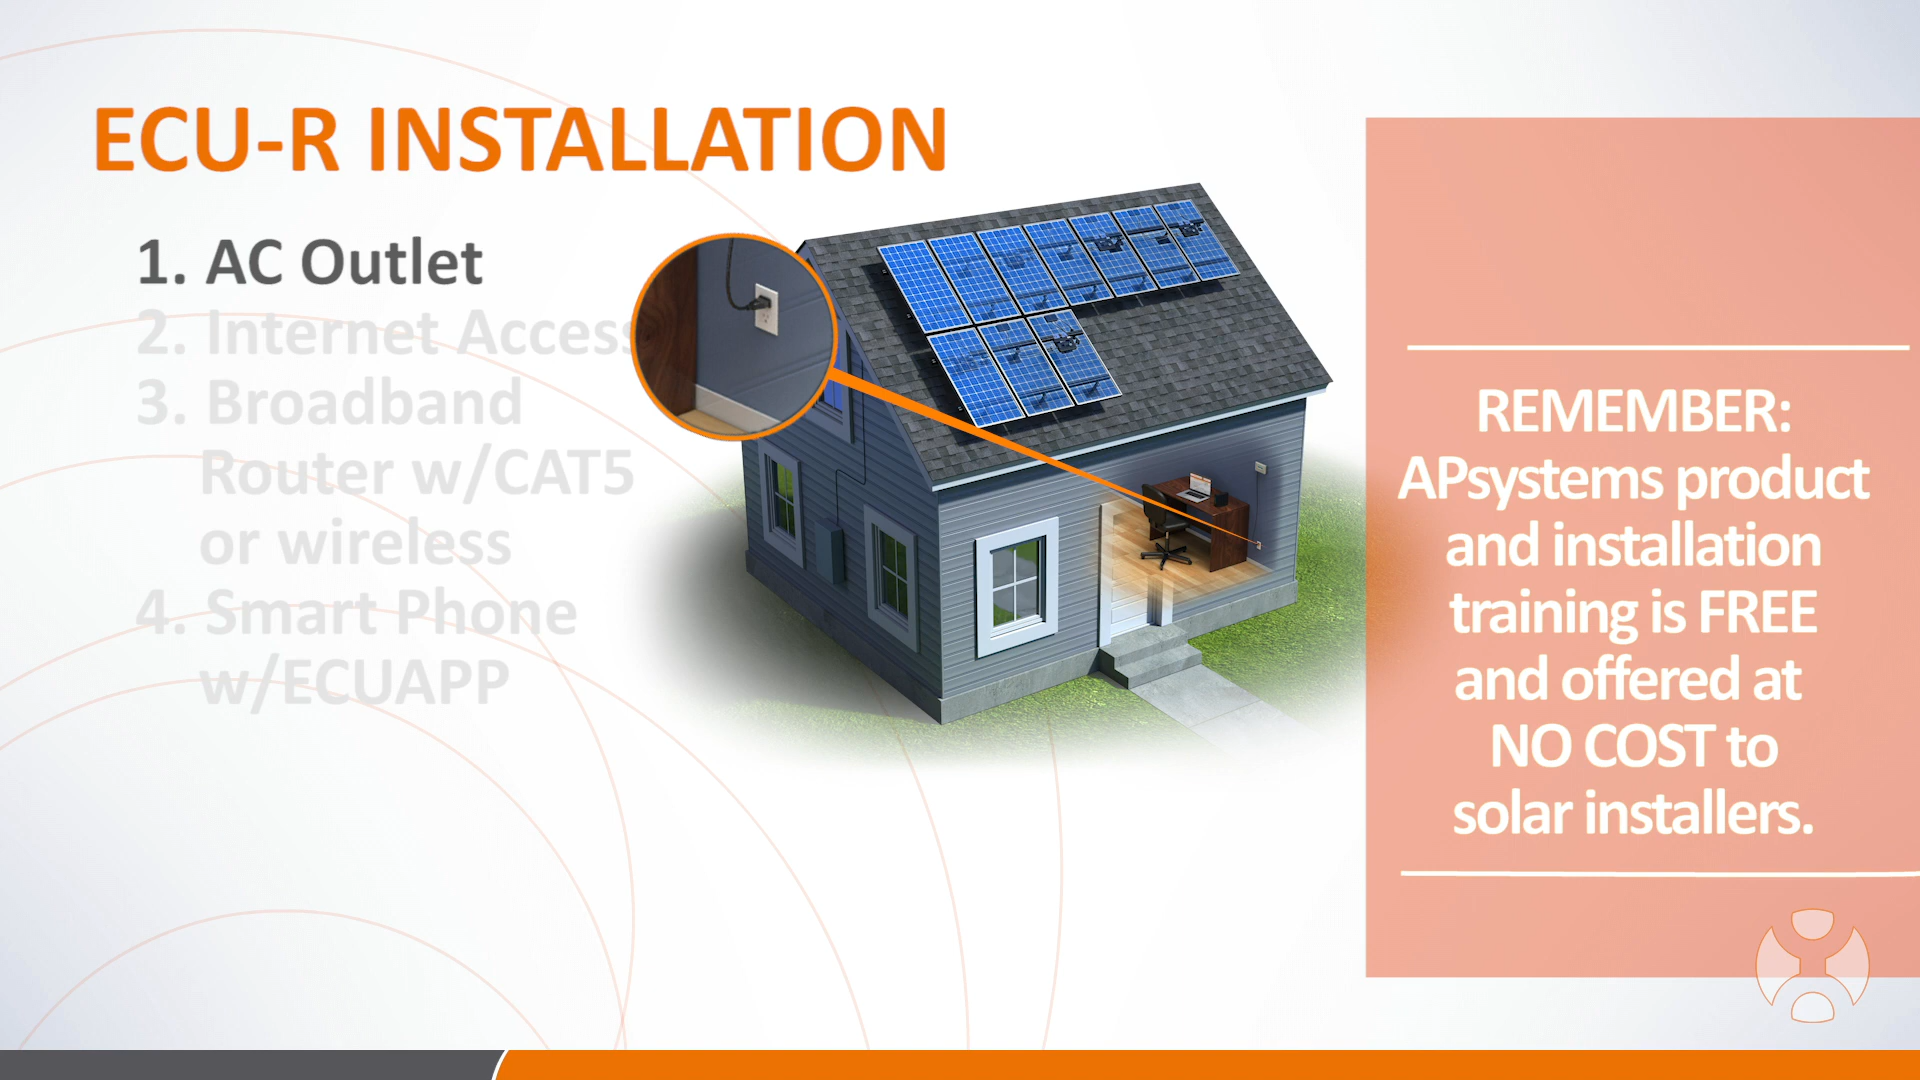 ECU-R INSTALLATION
1. AC Outlet
2. Internet Access
3. Broadband
Router w/CAT5
or wireless
4. Smart Phone
w/ECUAPP
REMEMBER:
APsystems product
and installation
training is FREE
and offered at
NO COST to
solar installers.